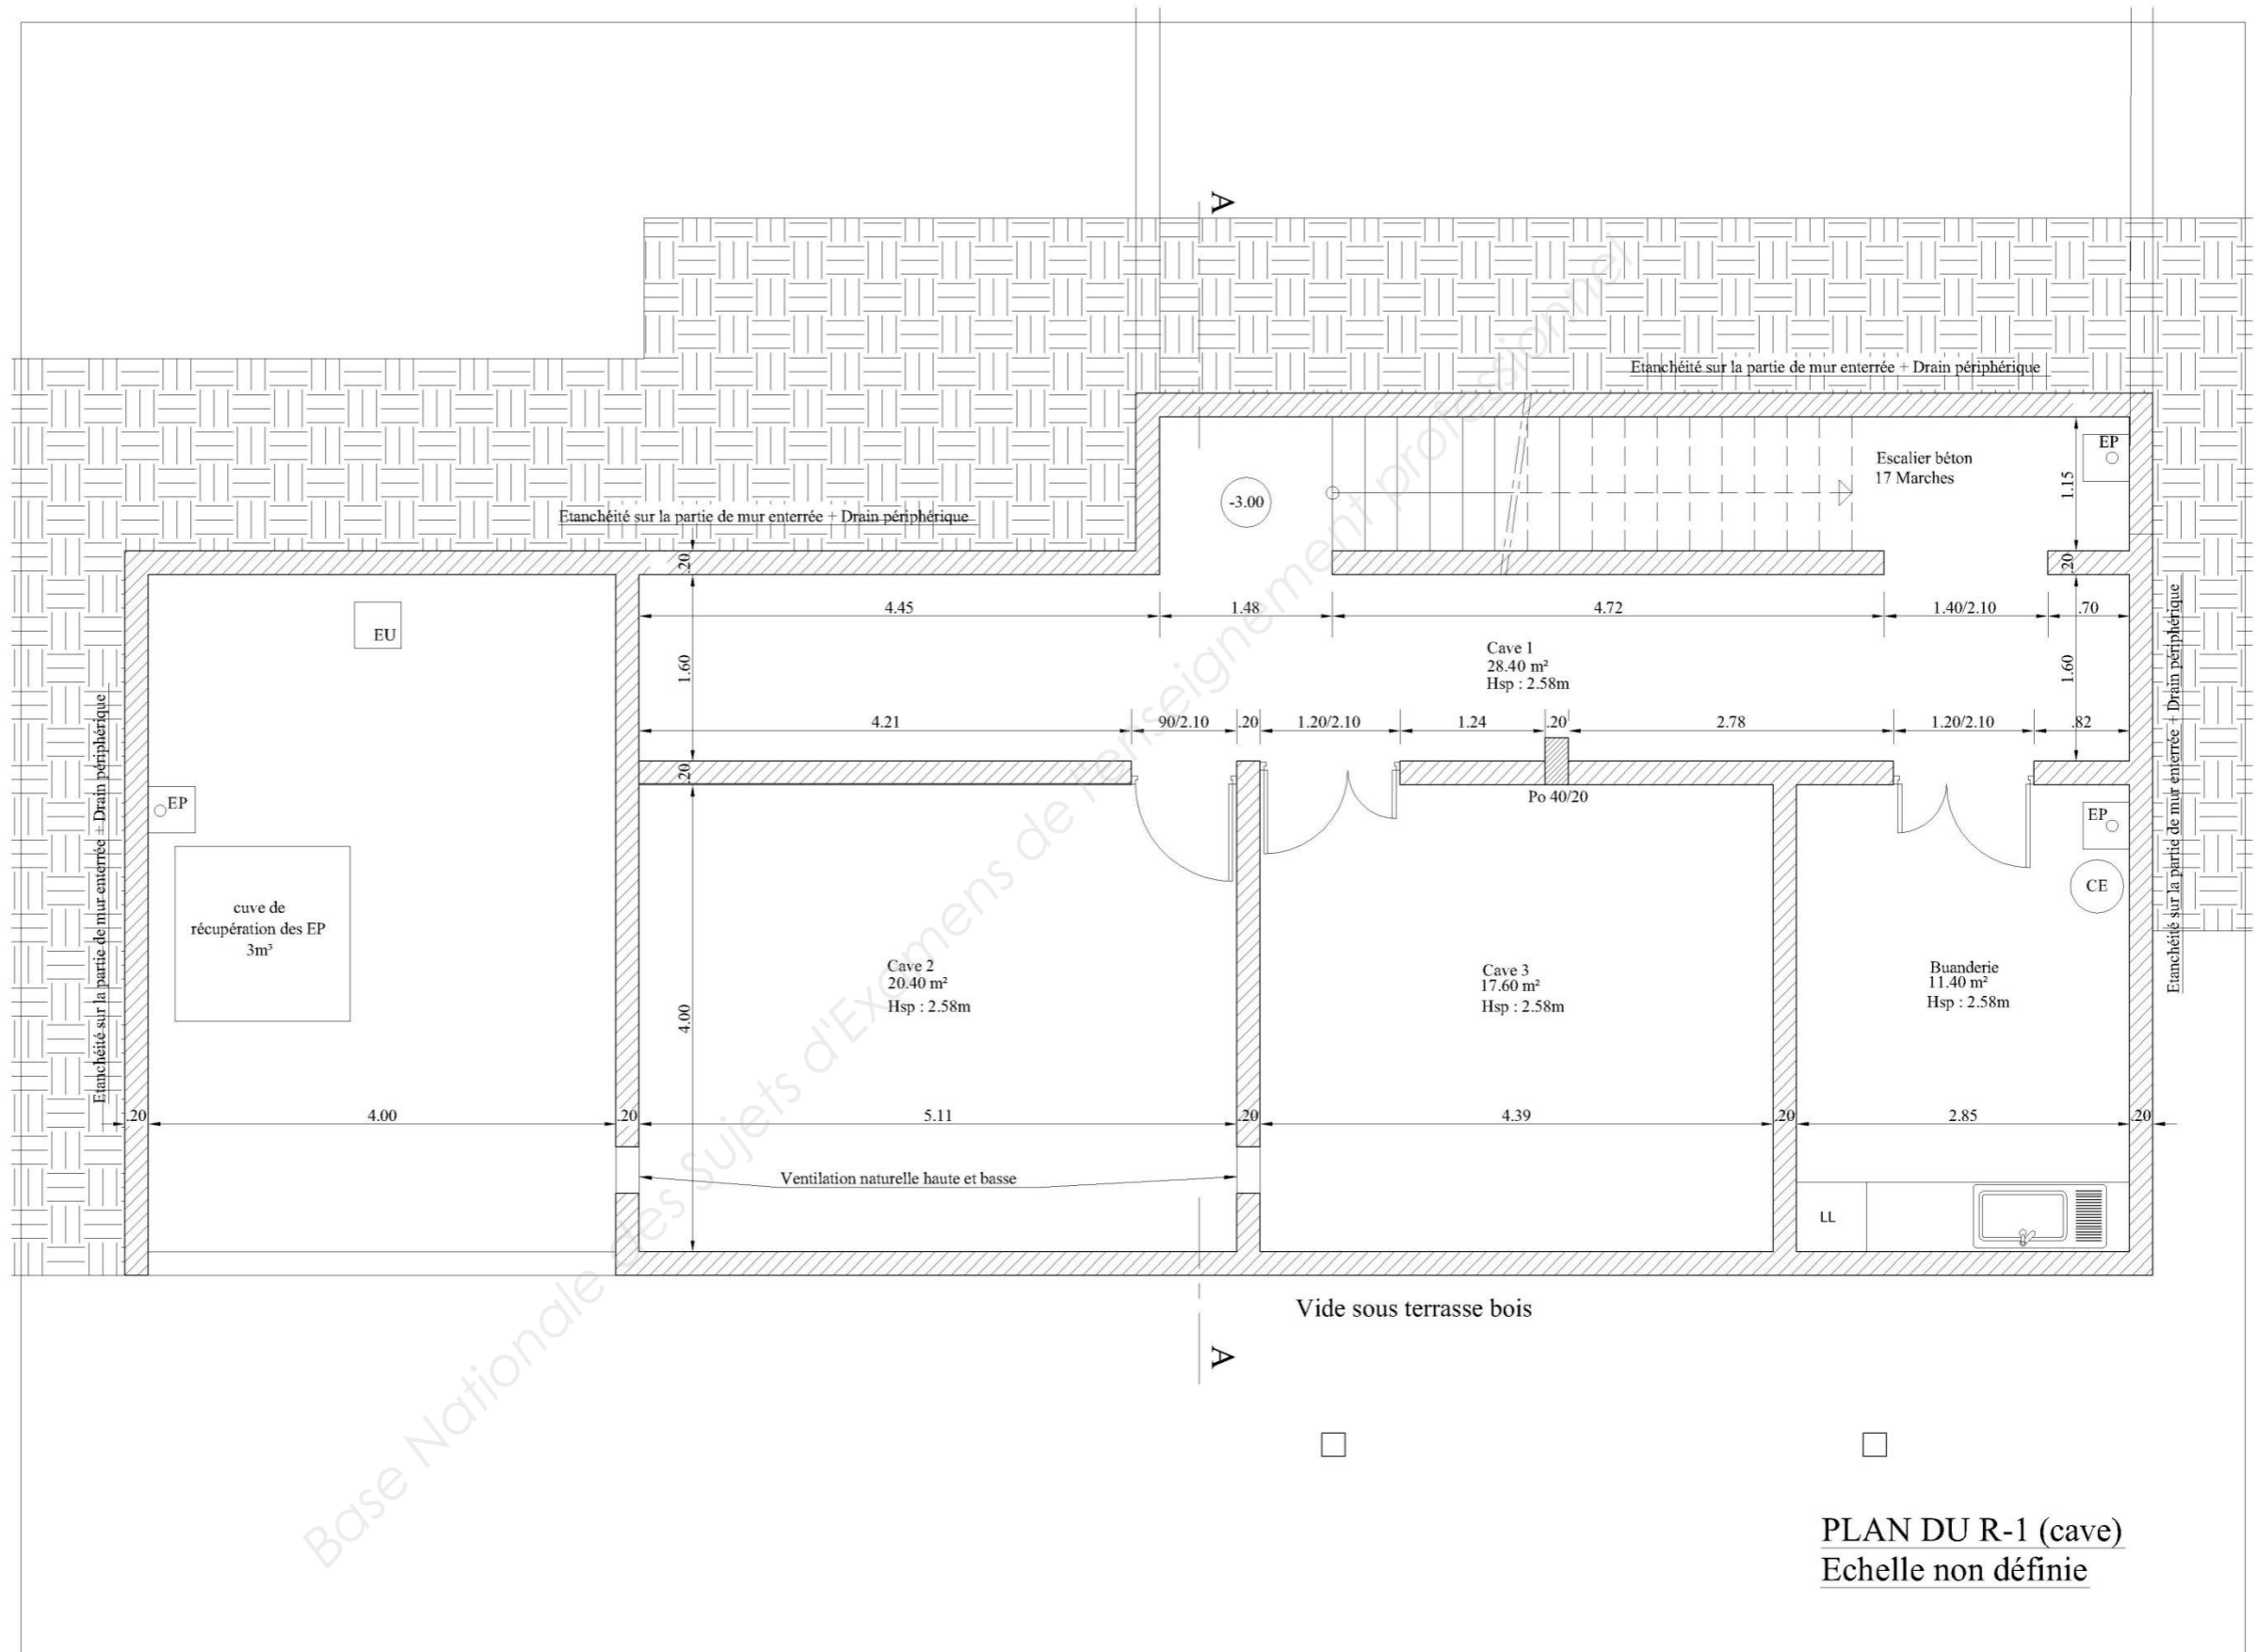 A
Etanchéité sur la partie de mur enterrée + Drain périphérique
EP
Escalier béton
17 Marches
1.15
-3.00
Etanchéité sur la partie de mur enterrée + Drain périphérique
.20
.20
EU
4.45
1.48
4.72
1.40/2.10
.70
1.60
Cave 1
28.40 m²
Hsp : 2.58m
1.60
4.21
90/2.10
.20
1.20/2.10
1.24
.20
2.78
1.20/2.10
.82
.20
Po 40/20
EP
EP
CE
cuve de
récupération des EP
3m³
Etanchéité sur la partie de mur enterrée + Drain périphérique
Etanchéité sur la partie de mur enterrée + Drain périphérique
Cave 2
20.40 m²
Hsp : 2.58m
Cave 3
17.60 m²
Hsp : 2.58m
Buanderie
11.40 m²
Hsp : 2.58m
4.00
.20
4.00
.20
5.11
.20
4.39
.20
2.85
.20
Ventilation naturelle haute et basse
LL
Vide sous terrasse bois
A
PLAN DU R-1 (cave)
Echelle non définie
Base Nationale des Sujets d'Examens de l'enseignement professionnel